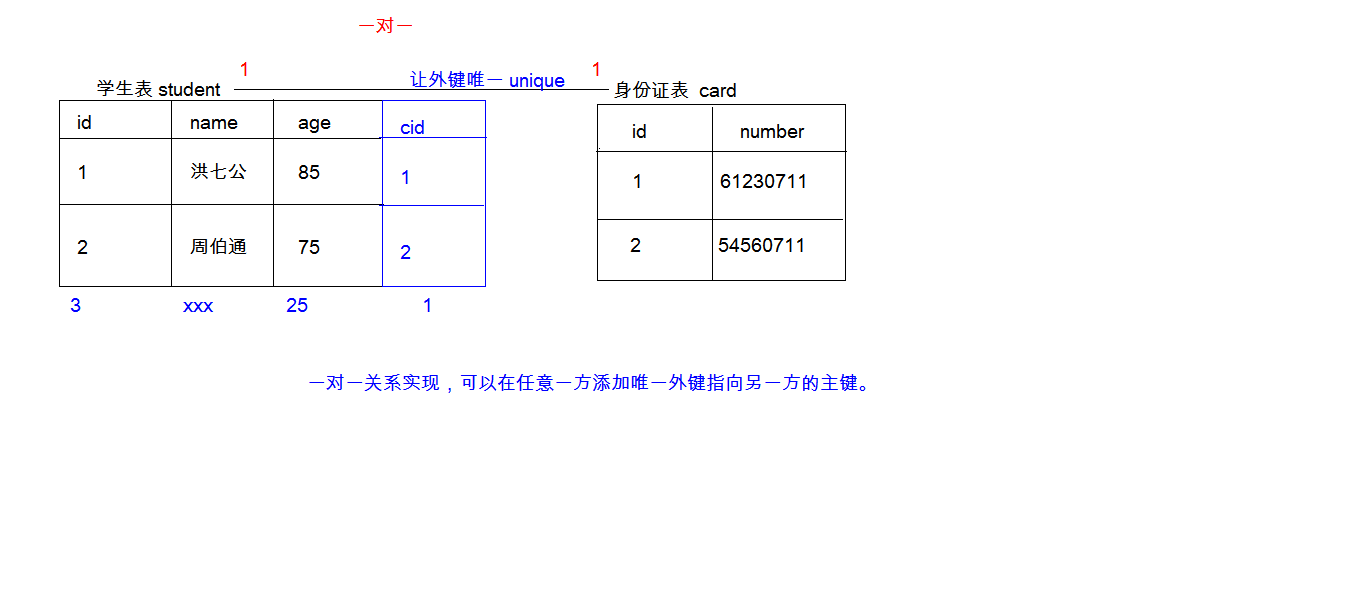 一对一
1 1
让外键唯一 unique
学生表 student 身份证表 card
id name age cid id number
1 洪七公 85 1 1 61230711
2 周伯通 75 2 2 54560711
3 xxx 25 1
一对一关系实现，可以在任意一方添加唯一外键指向另一方的主键。